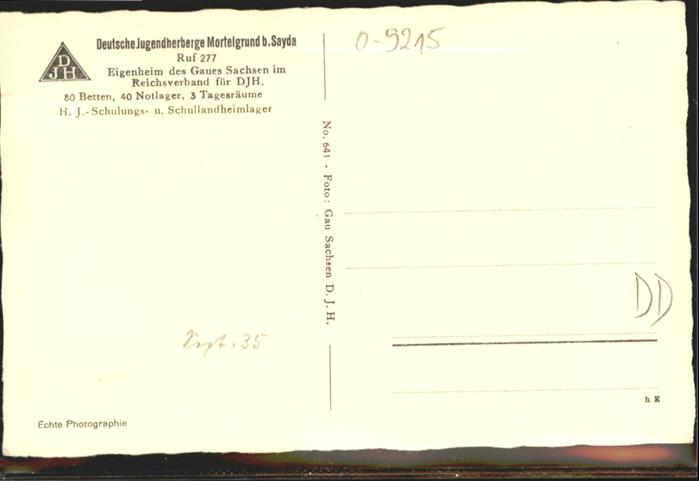 DJH
Deutsche Jugendherberge Mortelgrund b. Sayda
Ruf 277
Eigenheim des Gaues Sachsen im
Reichsverband für DJH.
80 Betten, 40 Notlager, 3 Tagesräume
H. J.-Schulungs- u. Schullandheimlager
0-9215
No. 641 - Foto: Gau Sachsen D. J. H.
DD
Sept. 35
h K
Echte Photographie